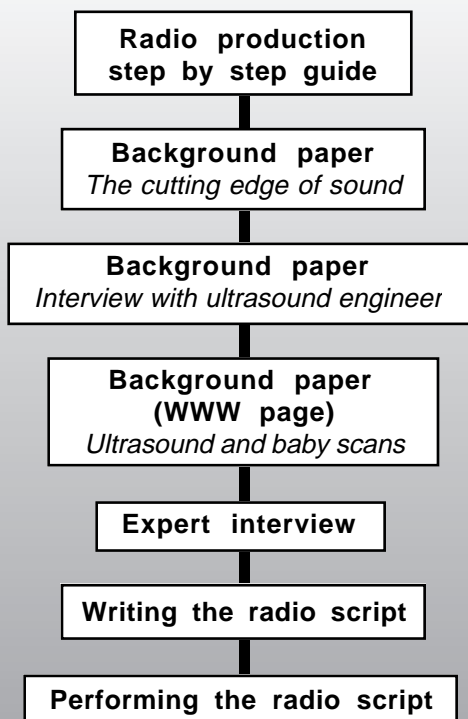 Radio production
step by step guide
Background paper
The cutting edge of sound
Background paper
Interview with ultrasound engineer
Background paper
(WWW page)
Ultrasound and baby scans
Expert interview
Writing the radio script
Performing the radio script